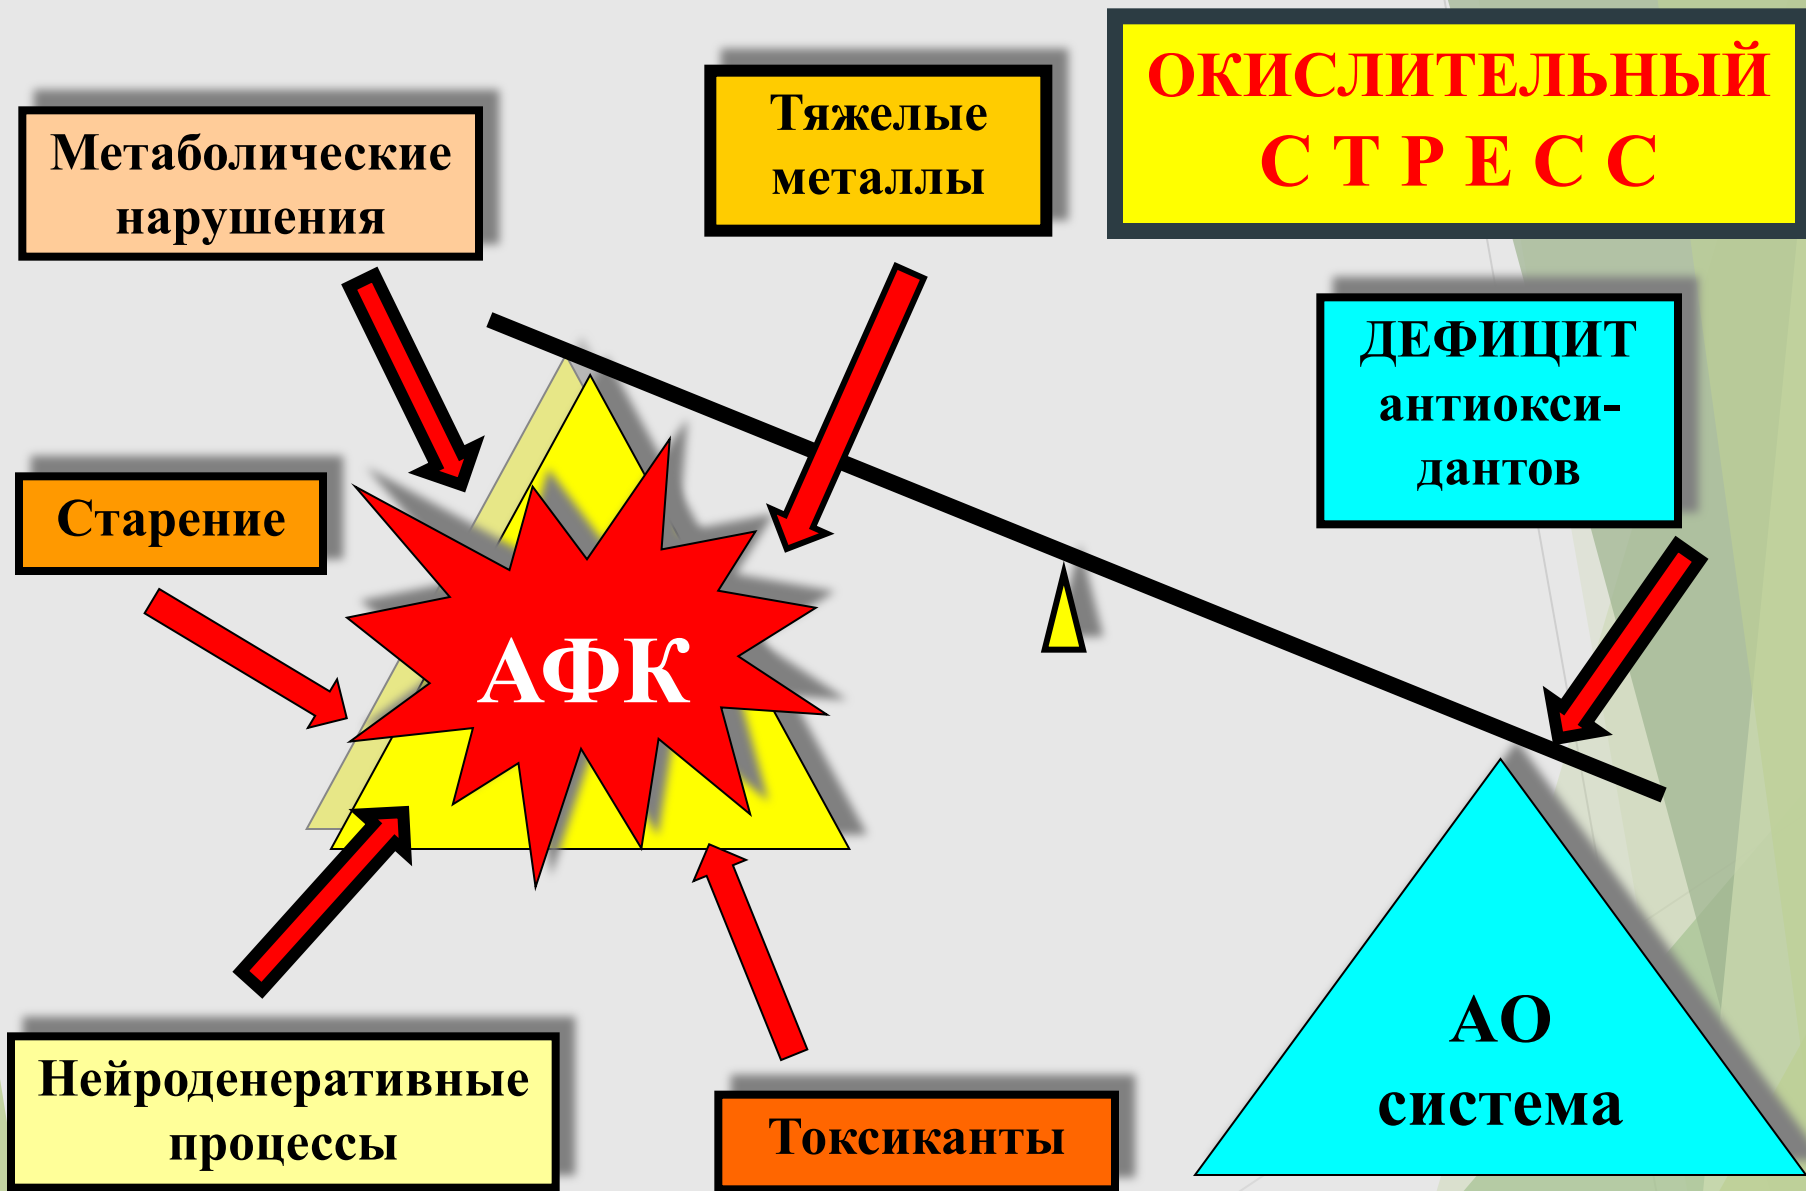 ОКИСЛИТЕЛЬНЫЙ
С Т Р Е С С
Метаболические
нарушения
Тяжелые
металлы
ДЕФИЦИТ
антиокси-
дантов
Старение
АФК
АО
система
Нейроденеративные
процессы
Токсиканты